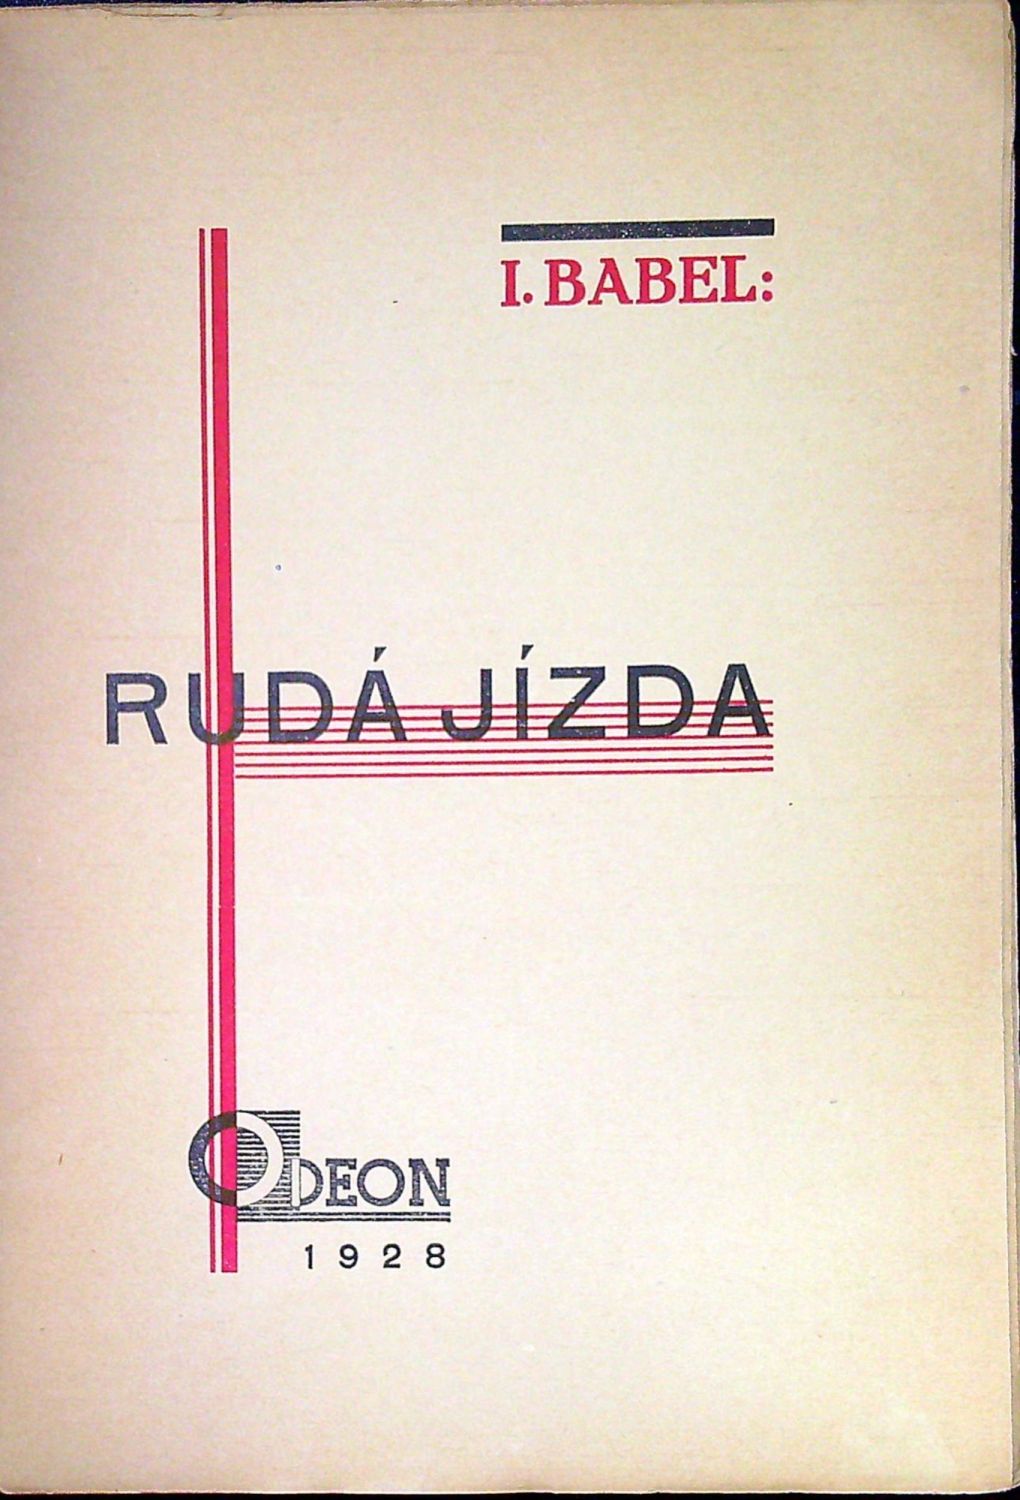 I. BABEL:
RUDÁ JÍZDA
ODEON
1928